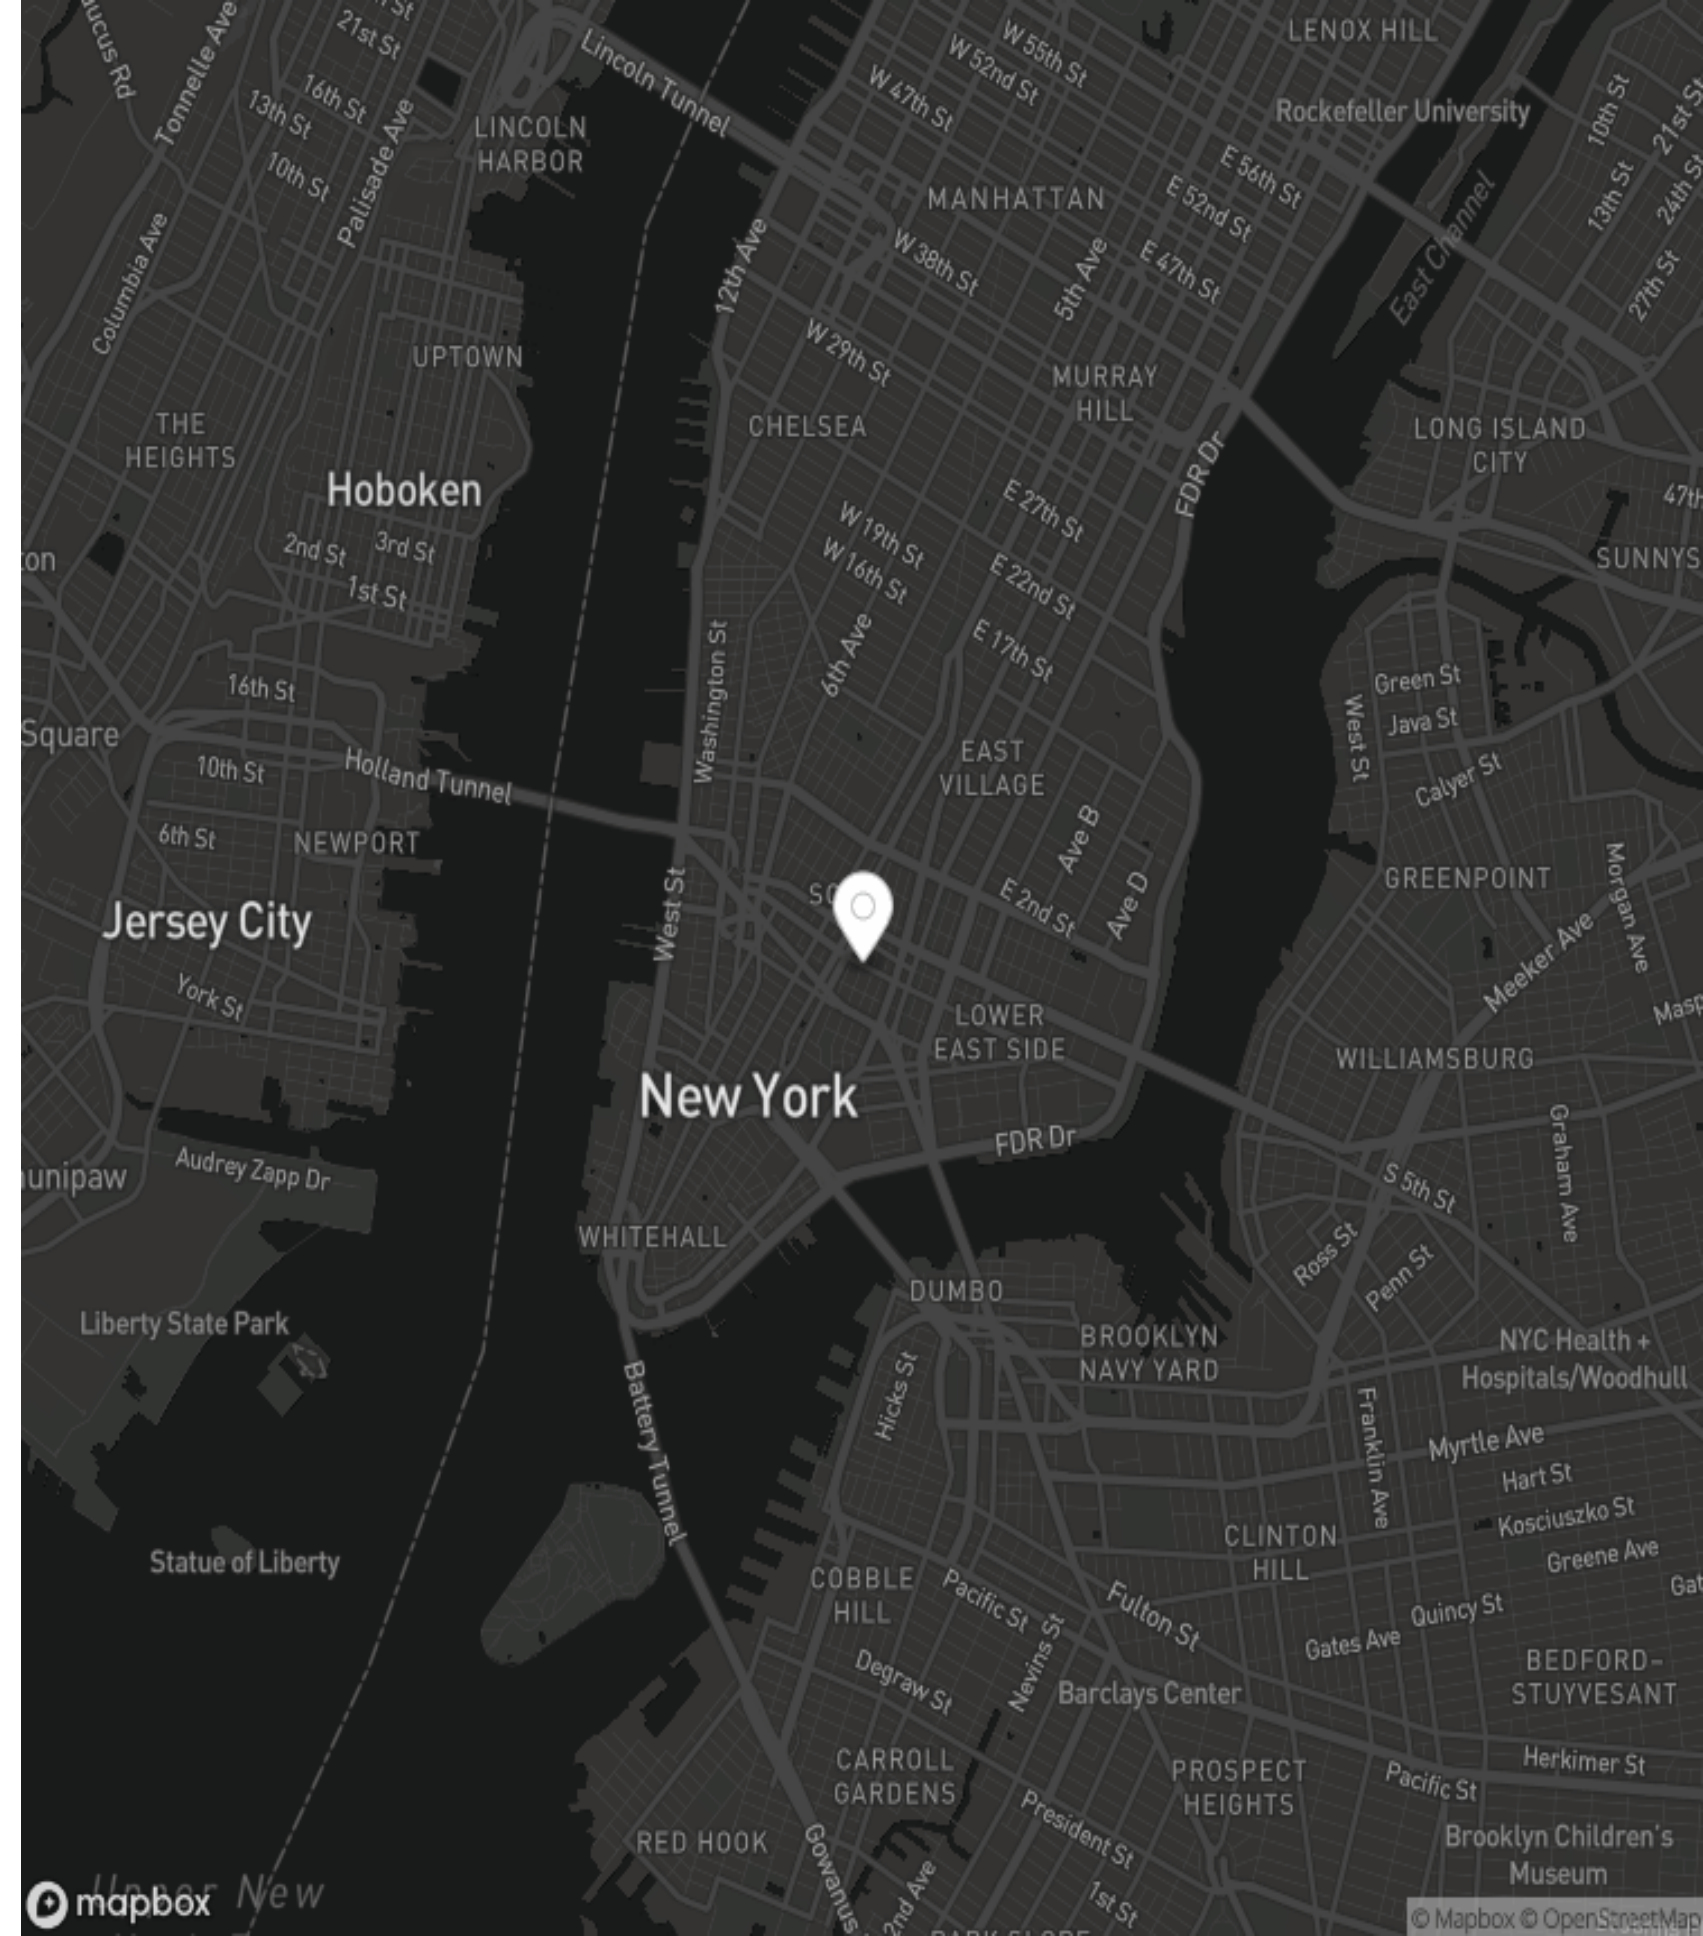 21st St
Tonnelle Ave
Lincoln Tunnel
W 55th St
W 52nd St
W 47th St
LENOX HILL
16th St
13th St
10th St
Palisade Ave
LINCOLN
HARBOR
Rockefeller University
10th St
21st St
13th St
24th S
27th St
E 56th St
E 52nd St
E 47th St
MANHATTAN
East Channel
Columbia Ave
12th Ave
W 38th St
5th Ave
UPTOWN
W 29th St
MURRAY
HILL
THE
HEIGHTS
CHELSEA
LONG ISLAND
CITY
Hoboken
FDR Dr
E 27th St
W 19th St
W 16th St
47th
2nd St
3rd St
1st St
E 22nd St
SUNNYS
ton
6th Ave
E 17th St
Washington St
16th St
Green St
West St
Java St
Square
EAST
VILLAGE
Holland Tunnel
10th St
Calyer St
6th St
NEWPORT
Ave B
Ave D
GREENPOINT
Morgan Ave
E 2nd St
West St
Jersey City
Meeker Ave
York St
LOWER
EAST SIDE
Masp
WILLIAMSBURG
New York
FDR Dr
Graham Ave
unipaw
Audrey Zapp Dr
S 5th St
WHITEHALL
Ross St
Penn St
DUMBO
Liberty State Park
BROOKLYN
NAVY YARD
NYC Health +
Hospitals/Woodhull
Hicks St
Battery Tunnel
Franklin Ave
Myrtle Ave
Hart St
Kosciuszko St
CLINTON
HILL
Greene Ave
Statue of Liberty
COBBLE
HILL
Pacific St
Fulton St
Gat
Quincy St
Gates Ave
Nevins St
Degraw St
Barclays Center
BEDFORD-
STUYVESANT
CARROLL
GARDENS
PROSPECT
HEIGHTS
Herkimer St
Pacific St
President St
RED HOOK
Gowanus
Brooklyn Children's
Museum
2nd Ave
1st St
Upper New
mapbox
© Mapbox © OpenStreetMap